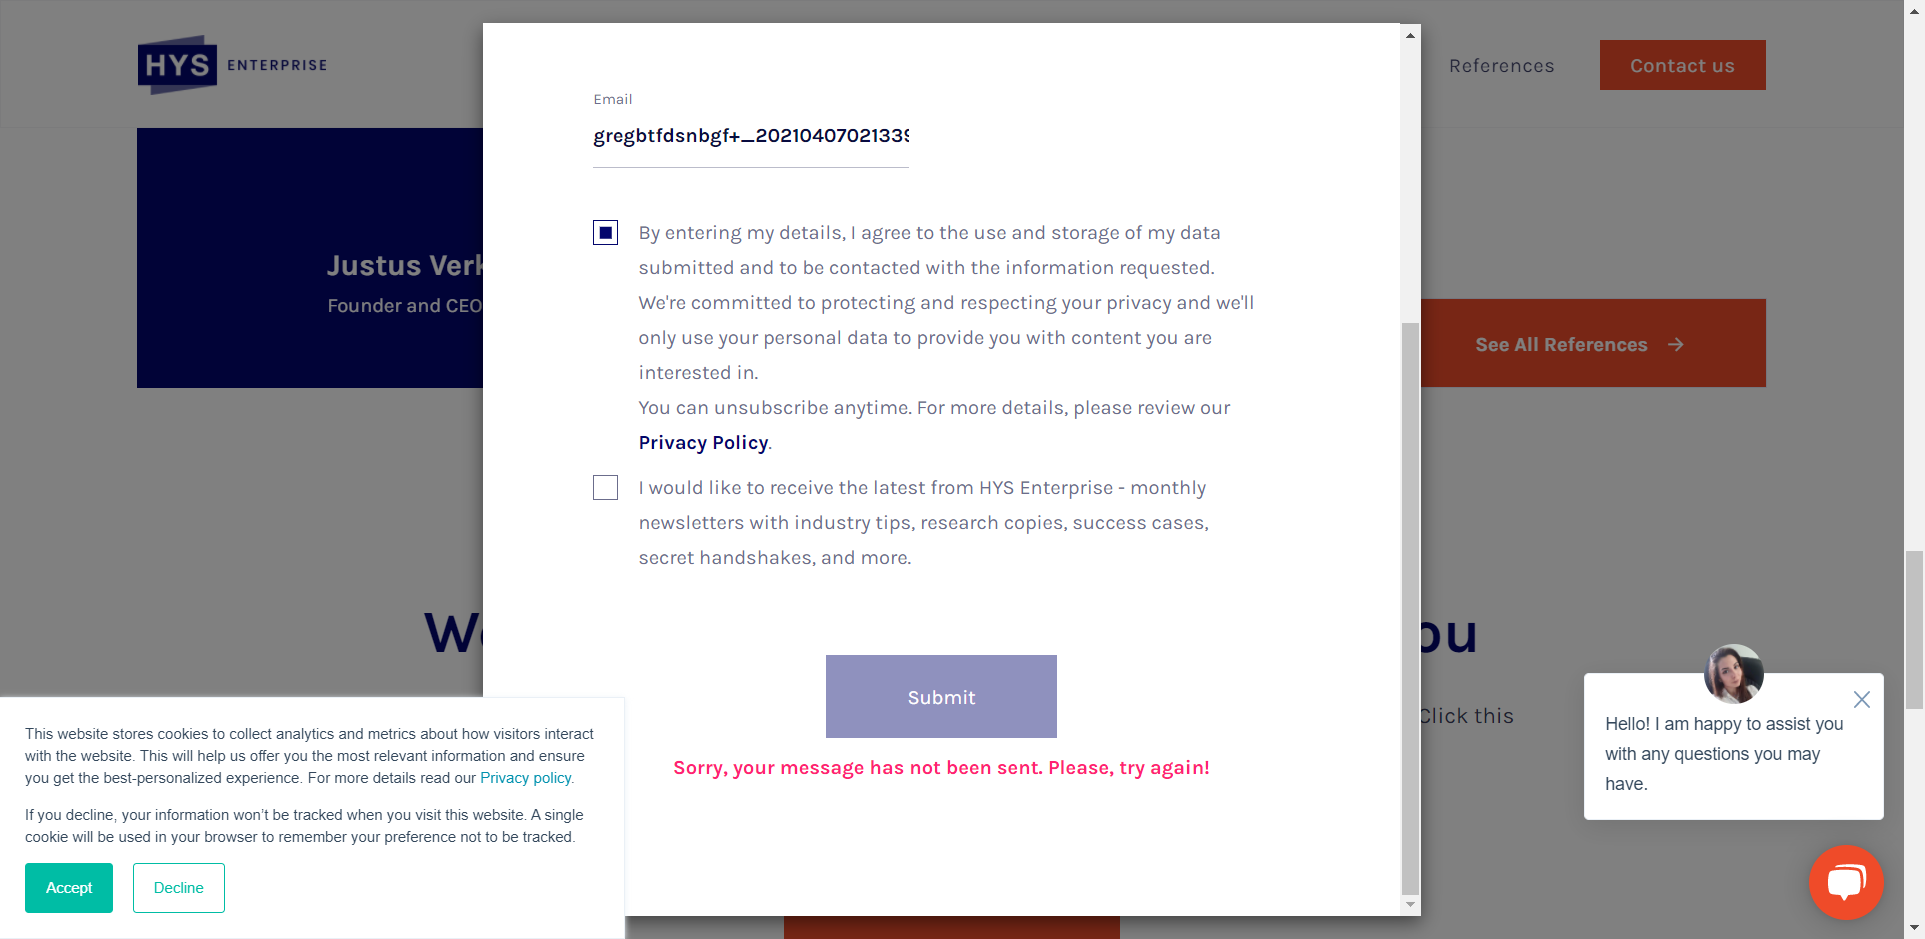 HYS ENTERPRISE
References
Contact us
Email
gregbtfdsnbgf+_2021040702133
By entering my details, I agree to the use and storage of my data
submitted and to be contacted with the information requested.
We're committed to protecting and respecting your privacy and we'll
only use your personal data to provide you with content you are
interested in.
You can unsubscribe anytime. For more details, please review our
Privacy Policy.
I would like to receive the latest from HYS Enterprise - monthly
newsletters with industry tips, research copies, success cases,
secret handshakes, and more.
Submit
Sorry, your message has not been sent. Please, try again!
Justus
Founder and CEO
See All References
Click this
This website stores cookies to collect analytics and metrics about how visitors interact
with the website. This will help us offer you the most relevant information and ensure
you get the best-personalized experience. For more details read our Privacy policy.
If you decline, your information won’t be tracked when you visit this website. A single
cookie will be used in your browser to remember your preference not to be tracked.
Accept
Decline
Hello! I am happy to assist you
with any questions you may
have.